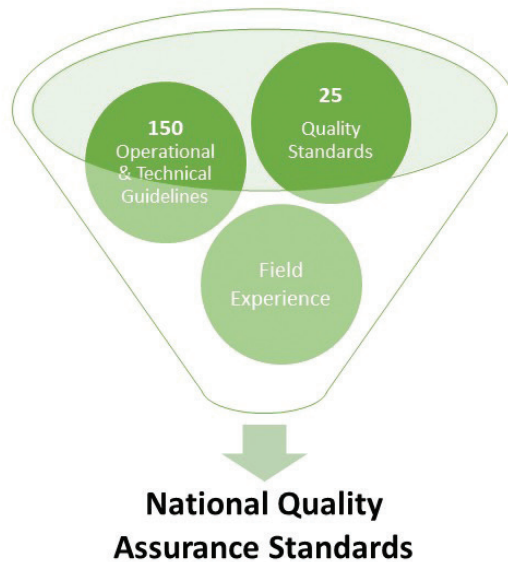 150
Operational
& Technical
Guidelines
25
Quality
Standards
Field
Experience
National Quality
Assurance Standards